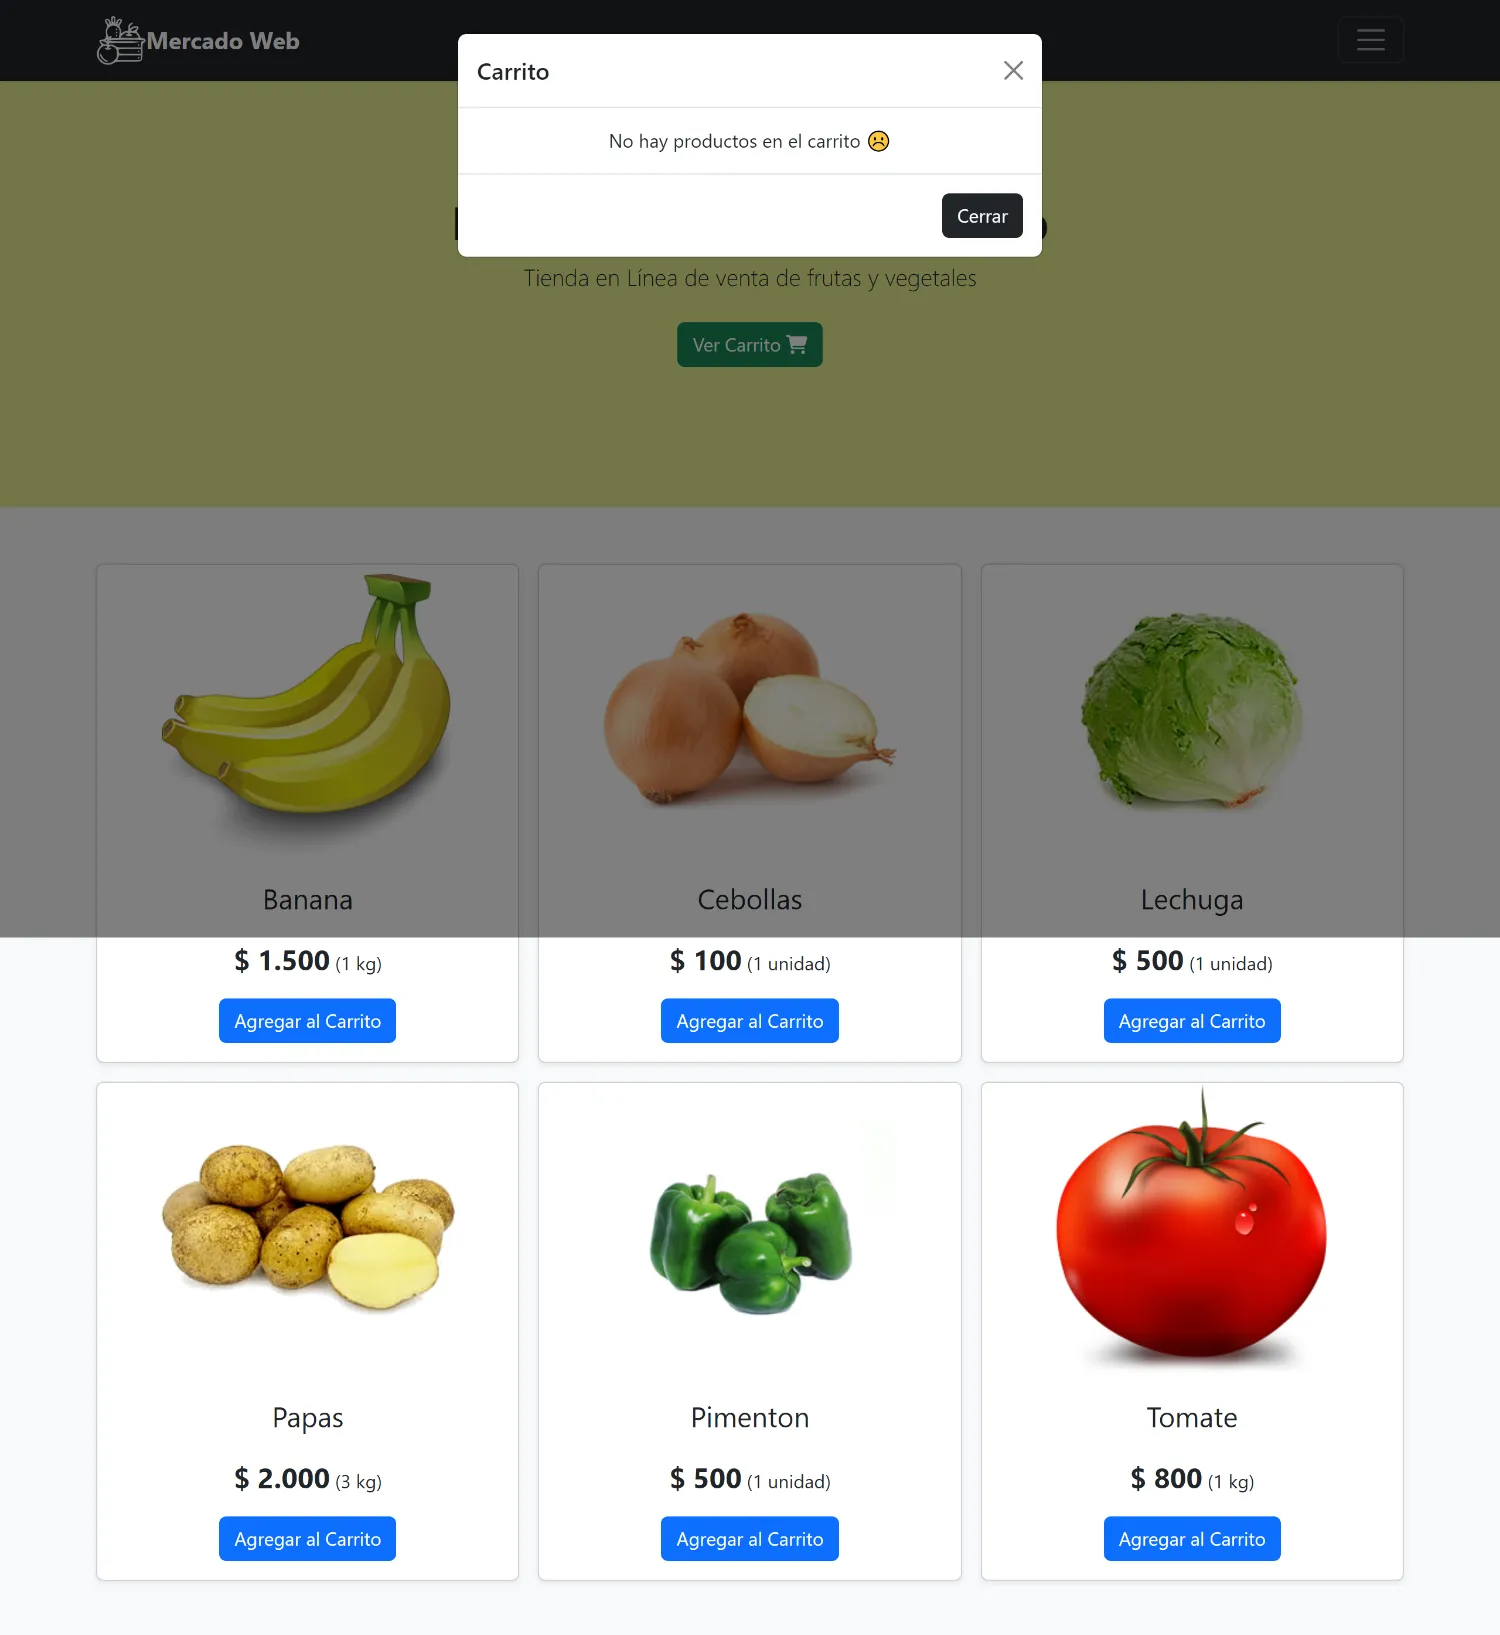 Mercado Web
Carrito
No hay productos en el carrito ☹️
Cerrar
Tienda en Línea de venta de frutas y vegetales
Ver Carrito
Banana
Cebollas
Lechuga
$ 1.500 (1 kg)
$ 100 (1 unidad)
$ 500 (1 unidad)
Agregar al Carrito
Agregar al Carrito
Agregar al Carrito
Papas
Pimenton
Tomate
$ 2.000 (3 kg)
$ 500 (1 unidad)
$ 800 (1 kg)
Agregar al Carrito
Agregar al Carrito
Agregar al Carrito